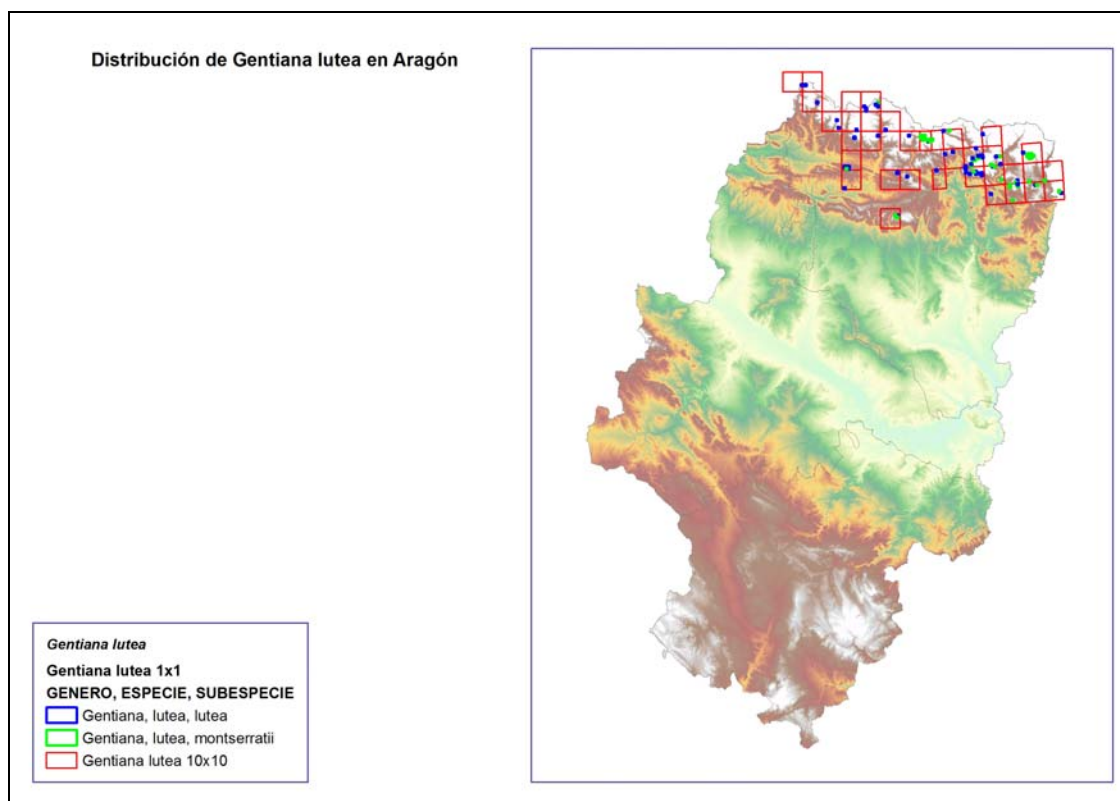 Distribución de Gentiana lutea en Aragón
Gentiana lutea
Gentiana lutea 1x1
GENERO, ESPECIE, SUBESPECIE
Gentiana, lutea, lutea
Gentiana, lutea, montserratii
Gentiana lutea 10x10